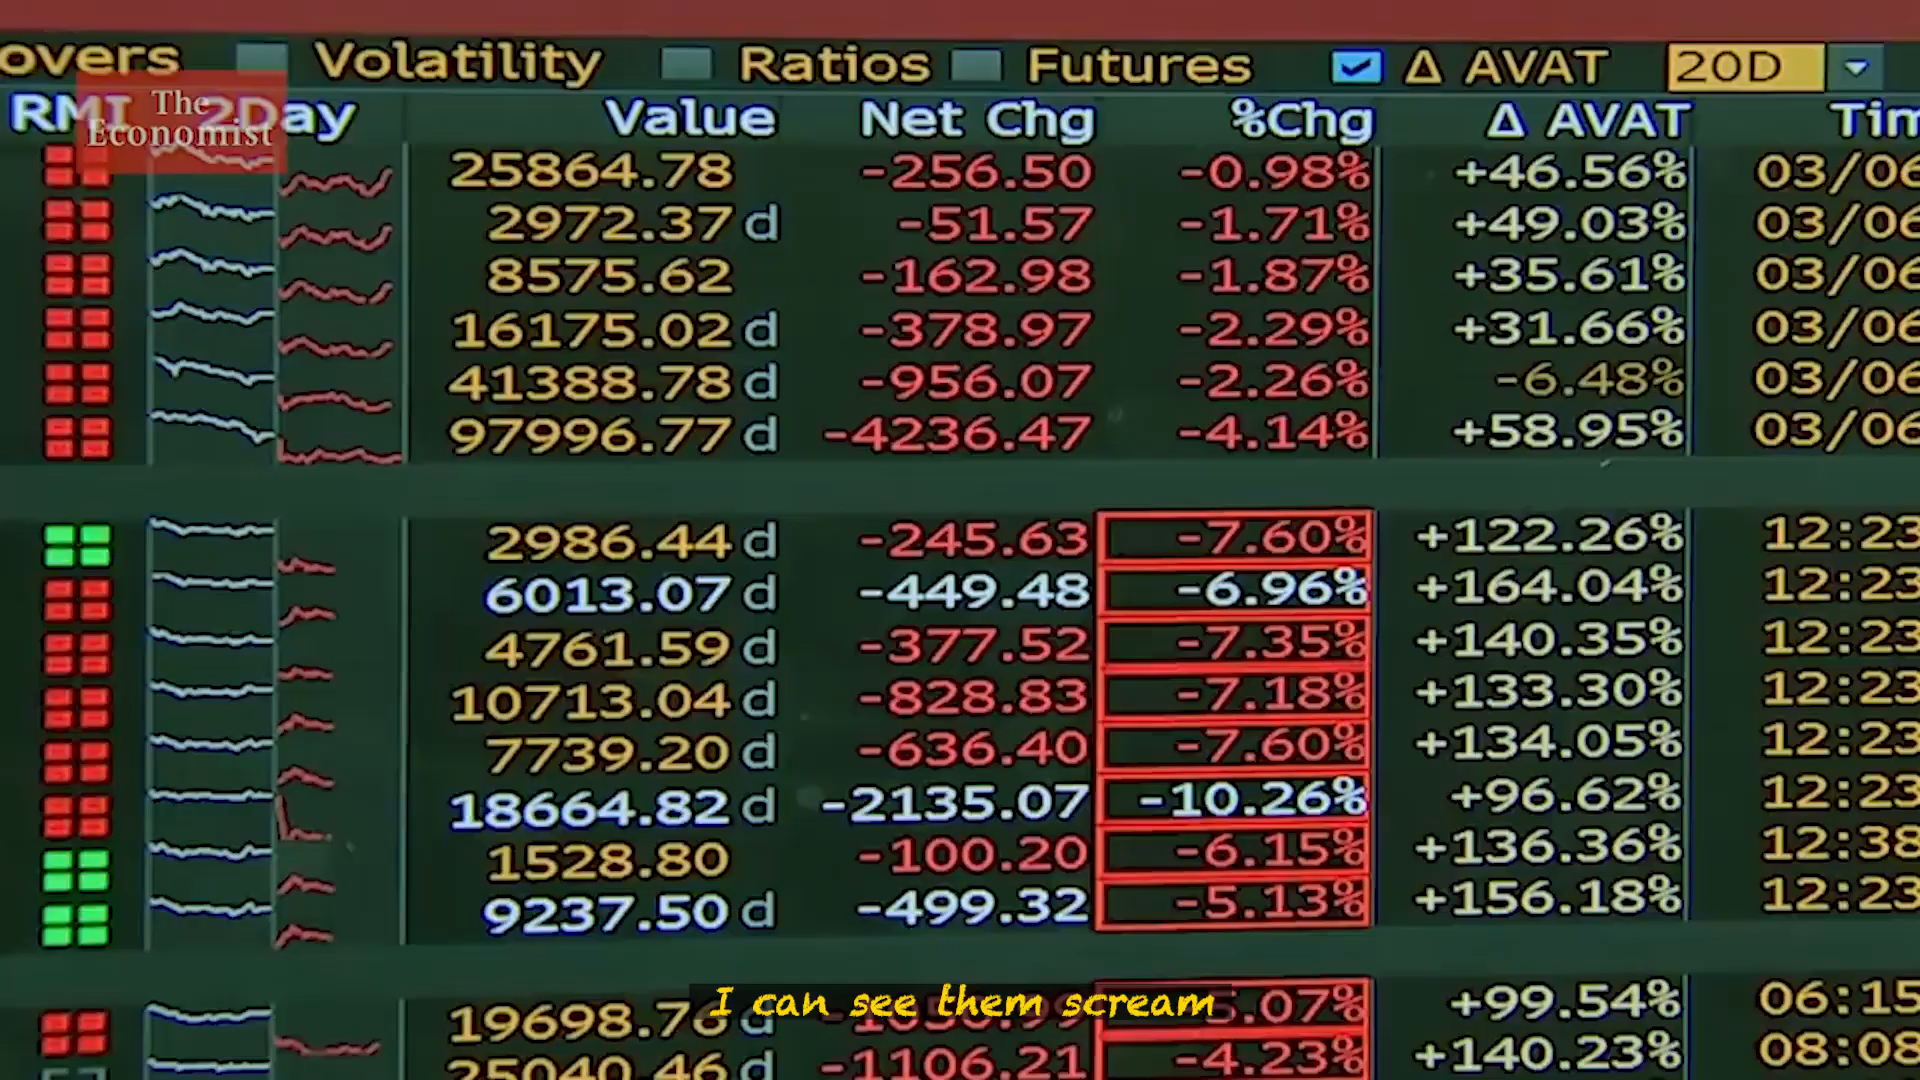 overs Volatility Ratios Futures Δ AVAT 20D
The
Economist
RMI 2Day Value Net Chg %Chg Δ AVAT Tim
25864.78 -256.50 -0.98% +46.56% 03/06
2972.37 d -51.57 -1.71% +49.03% 03/06
8575.62 -162.98 -1.87% +35.61% 03/06
16175.02 d -378.97 -2.29% +31.66% 03/06
41388.78 d -956.07 -2.26% -6.48% 03/06
97996.77 d -4236.47 -4.14% +58.95% 03/06
2986.44 d -245.63 -7.60% +122.26% 12:23
6013.07 d -449.48 -6.96% +164.04% 12:23
4761.59 d -377.52 -7.35% +140.35% 12:23
10713.04 d -828.83 -7.18% +133.30% 12:23
7739.20 d -636.40 -7.60% +134.05% 12:23
18664.82 d -2135.07 -10.26% +96.62% 12:23
1528.80 -100.20 -6.15% +136.36% 12:38
9237.50 d -499.32 -5.13% +156.18% 12:23
19698.76 d 5.07% +99.54% 06:15
I can see them scream
25040.46 d -1106.21 -4.23% +140.23% 08:08